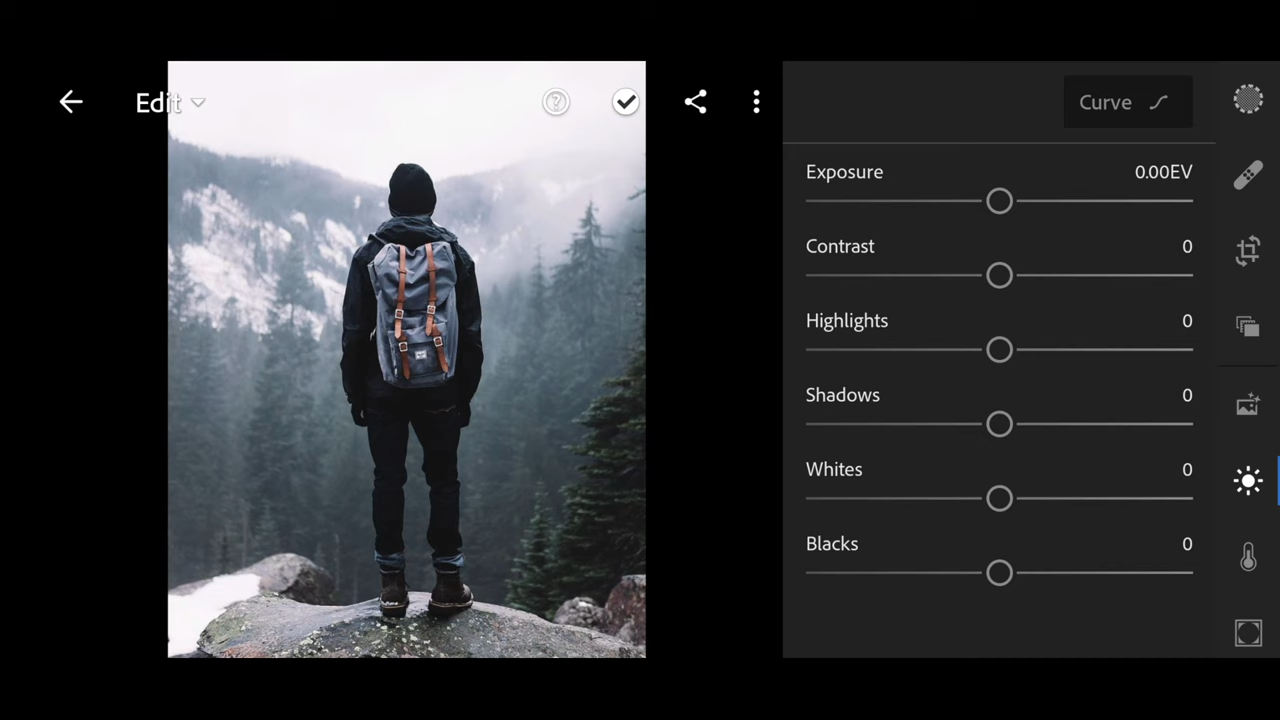 Edit
Curve
Exposure 0.00EV
Contrast 0
Highlights 0
Shadows 0
Whites 0
Blacks 0